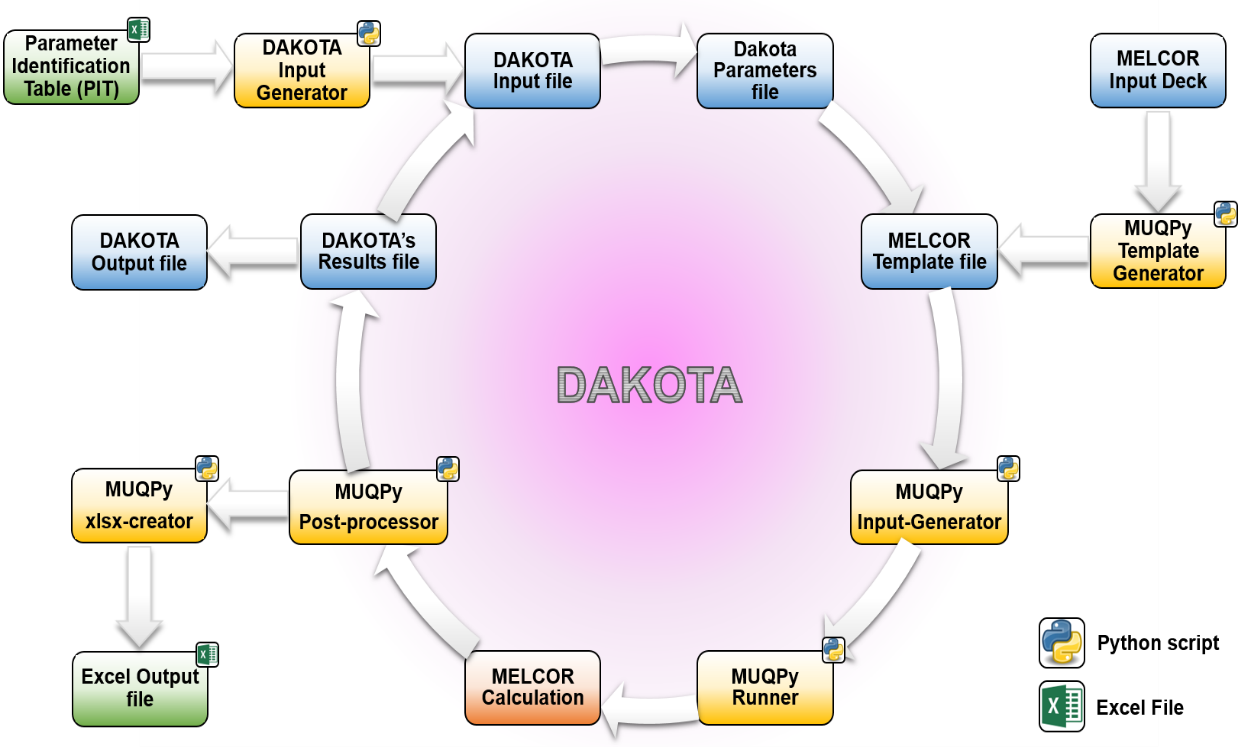 Parameter
Identification
Table (PIT)
DAKOTA
Input
Generator
DAKOTA
Input file
Dakota
Parameters
file
MELCOR
Input Deck
DAKOTA
Output file
DAKOTA's
Results file
MELCOR
Template file
MUQPy
Template
Generator
DAKOTA
MUQPy
xlsx-creator
MUQPy
Post-processor
MUQPy
Input-Generator
Excel Output
file
MELCOR
Calculation
MUQPy
Runner
Python script
X
Excel File